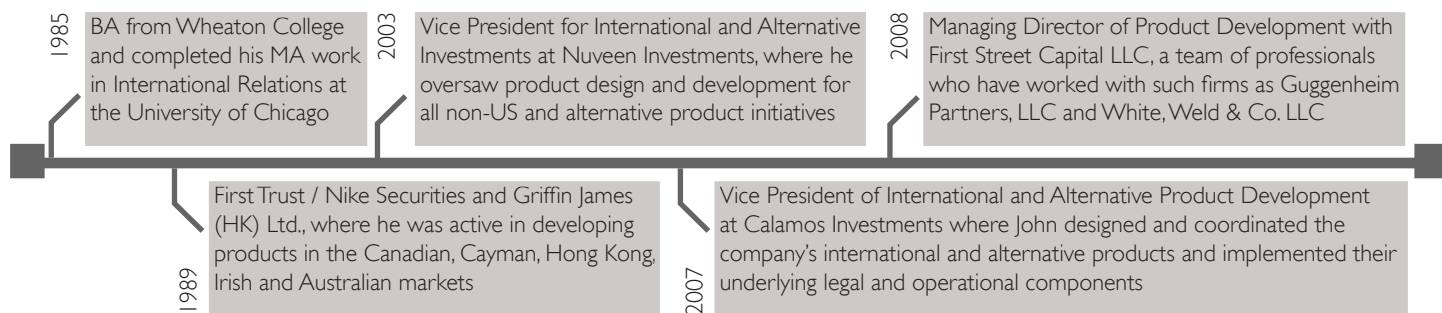 1985
BA from Wheaton College
and completed his MA work
in International Relations at
the University of Chicago
1989
First Trust / Nike Securities and Griffin James
(HK) Ltd., where he was active in developing
products in the Canadian, Cayman, Hong Kong,
Irish and Australian markets
2003
Vice President for International and Alternative
Investments at Nuveen Investments, where he
oversaw product design and development for
all non-US and alternative product initiatives
2007
Vice President of International and Alternative Product Development
at Calamos Investments where John designed and coordinated the
company's international and alternative products and implemented their
underlying legal and operational components
2008
Managing Director of Product Development with
First Street Capital LLC, a team of professionals
who have worked with such firms as Guggenheim
Partners, LLC and White, Weld & Co. LLC